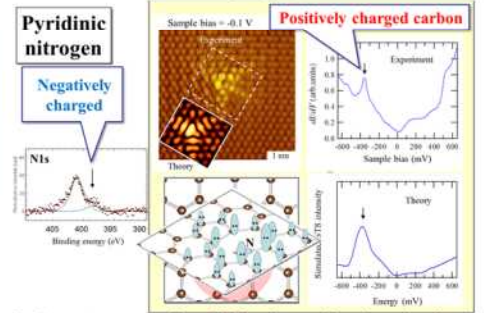 Pyridinic
nitrogen
Negatively
charged
N1s
405 400 395 390
Binding energy (eV)
Sample bias = -0.1 V
Experiment
Theory
1 nm
N
Positively charged carbon
Experiment
dI/dV (arb.units)
1.0
0.8
0.6
0.4
0.2
0.0
-600 -400 -200 0 200 400 600
Sample bias (mV)
Theory
Simulated STS intensity
-600 -400 -200 0 200 400 600
Energy (mV)